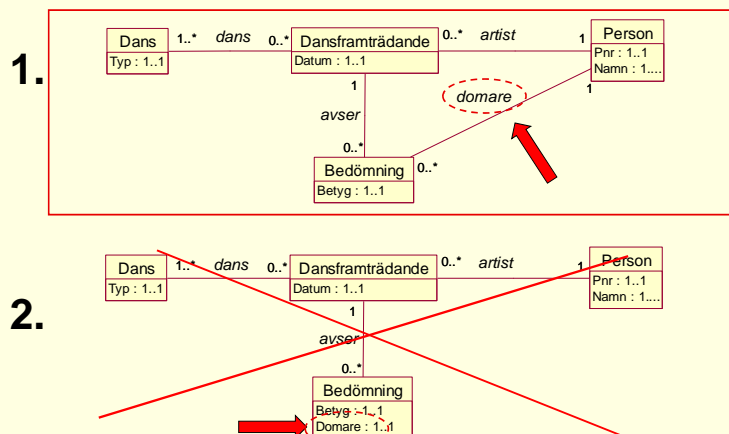 1.
Dans 1..* dans 0..* Dansframträdande 0..* artist 1 Person
Typ : 1..1
Datum : 1..1
Pnr : 1..1
Namn : 1....
1 avser 0..*
domare 1 0..*
Bedömning
Betyg : 1..1
2.
Dans 1..* dans 0..* Dansframträdande 0..* artist 1 Person
Typ : 1..1
Datum : 1..1
Pnr : 1..1
Namn : 1....
1 avser 0..*
Bedömning
Betyg : 1..1
Domare : 1..1